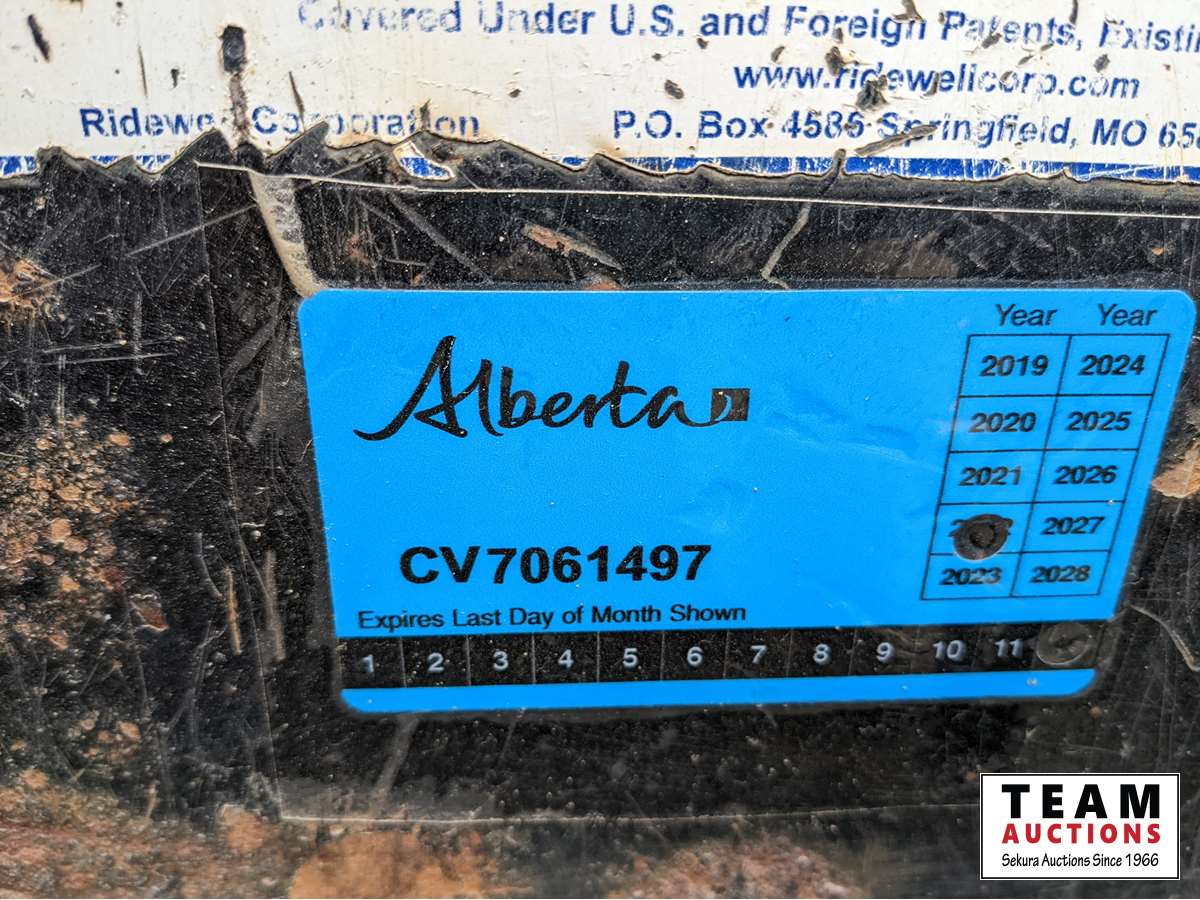 Covered Under U.S. and Foreign Patents, Existin
www.ridewellcorp.com
Ridewe Corporation P.O. Box 4586 Springfield, MO 65
Alberta
Year Year
2019 2024
2020 2025
2021 2026
2027
2023 2028
CV7061497
Expires Last Day of Month Shown
1 2 3 4 5 6 7 8 9 10 11
TEAM
AUCTIONS
Sekura Auctions Since 1966